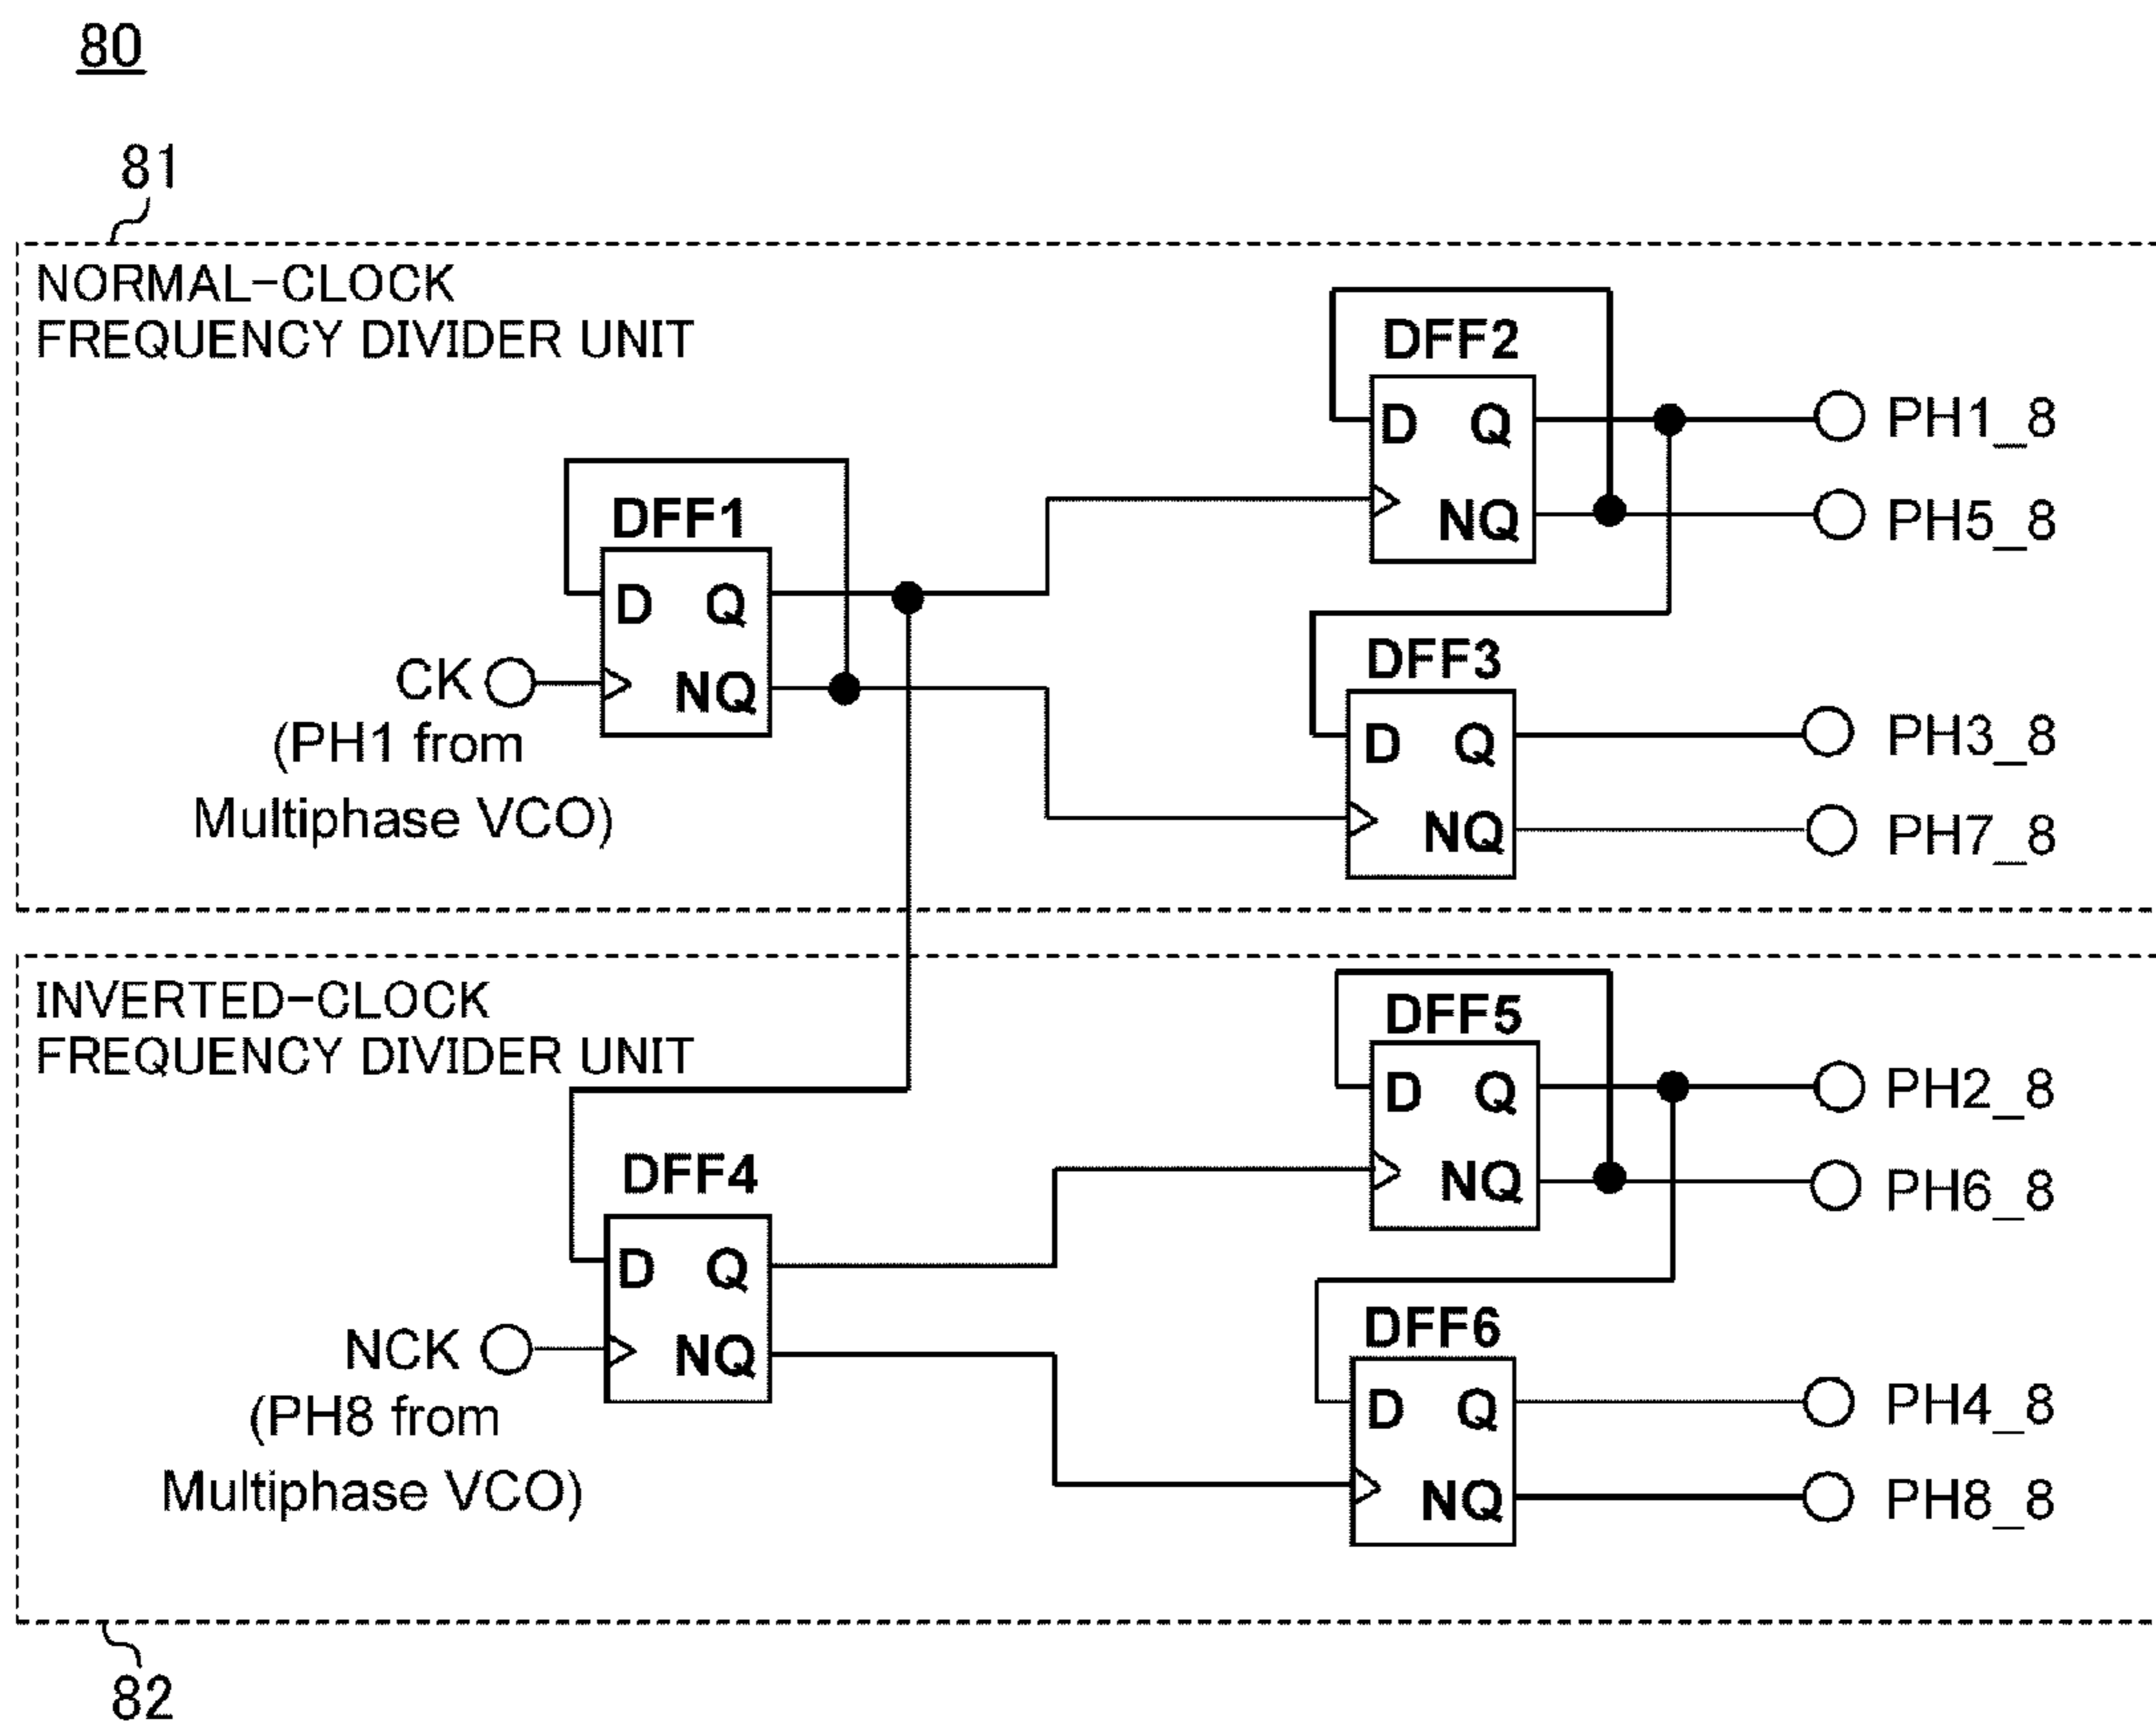 80
81
NORMAL-CLOCK
FREQUENCY DIVIDER UNIT
DFF2
D Q
NQ
PH1_8
PH5_8
DFF1
D Q
NQ
CK
(PH1 from
Multiphase VCO)
DFF3
D Q
NQ
PH3_8
PH7_8
INVERTED-CLOCK
FREQUENCY DIVIDER UNIT
DFF5
D Q
NQ
PH2_8
PH6_8
DFF4
D Q
NQ
NCK
(PH8 from
Multiphase VCO)
DFF6
D Q
NQ
PH4_8
PH8_8
82